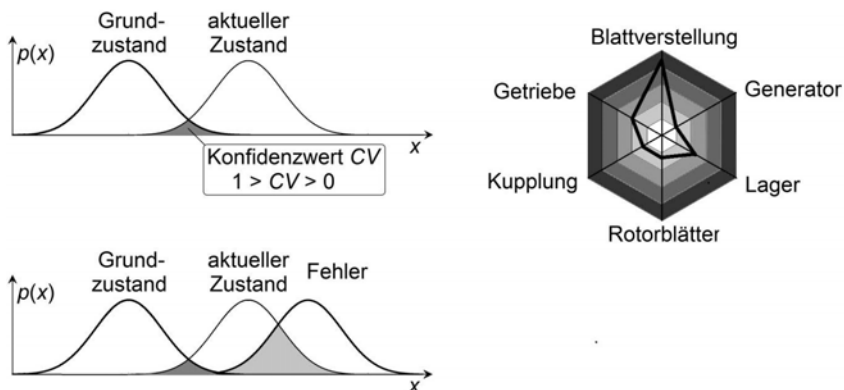 Grund-
zustand
aktueller
Zustand
p(x)
x
Konfidenzwert CV
1 > CV > 0
Blattverstellung
Getriebe
Generator
Kupplung
Lager
Rotorblätter
Grund-
zustand
aktueller
Zustand
Fehler
p(x)
x